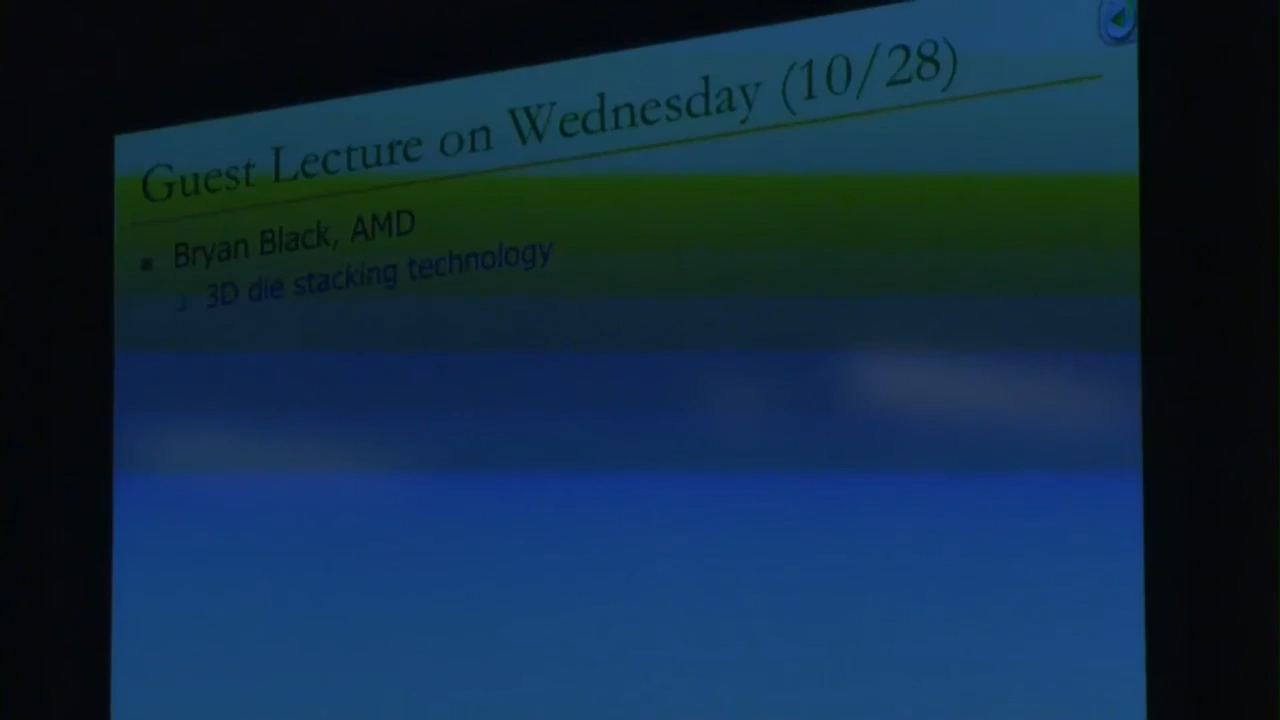 Guest Lecture on Wednesday (10/28)
Bryan Black, AMD
3D die stacking technology